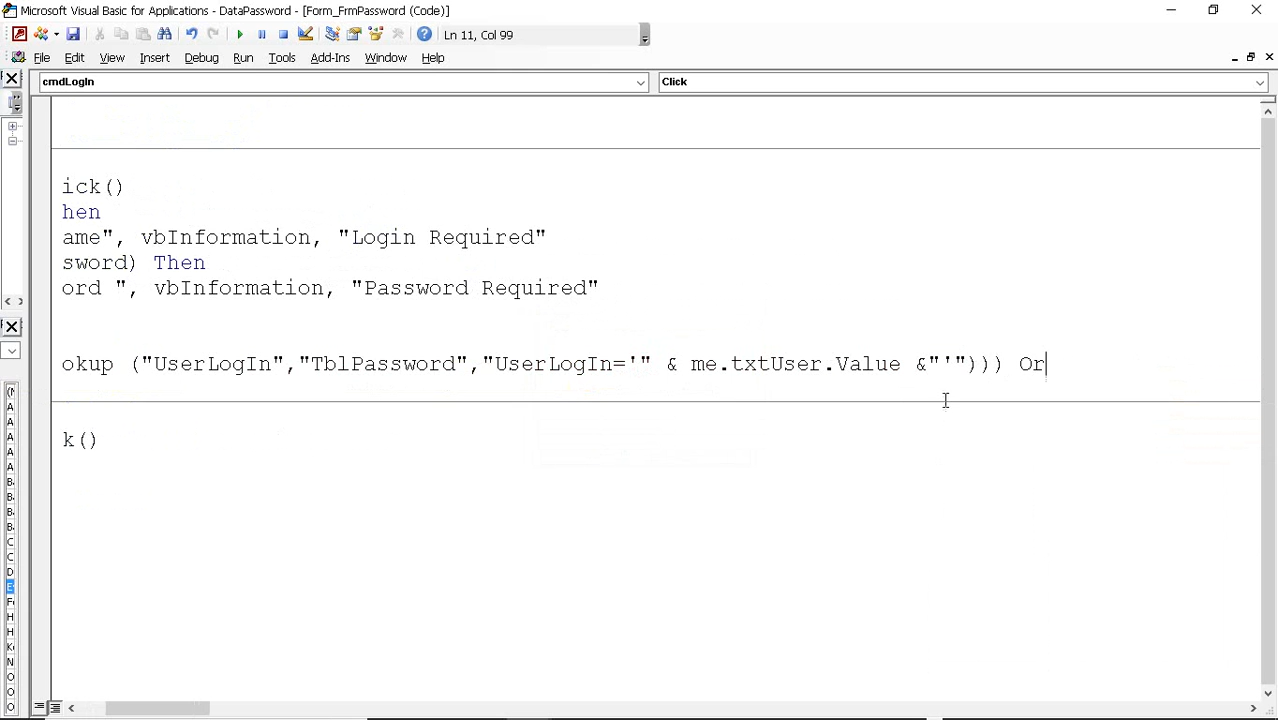 Microsoft Visual Basic for Applications - DataPassword - [Form_FrmPassword (Code)]
Ln 11, Col 99
File Edit View Insert Debug Run Tools Add-Ins Window Help
cmdLogIn Click
ick()
hen
ame", vbInformation, "Login Required"
sword) Then
ord ", vbInformation, "Password Required"
okup ("UserLogIn","TblPassword","UserLogIn='" & me.txtUser.Value &"'"))) Or
k()